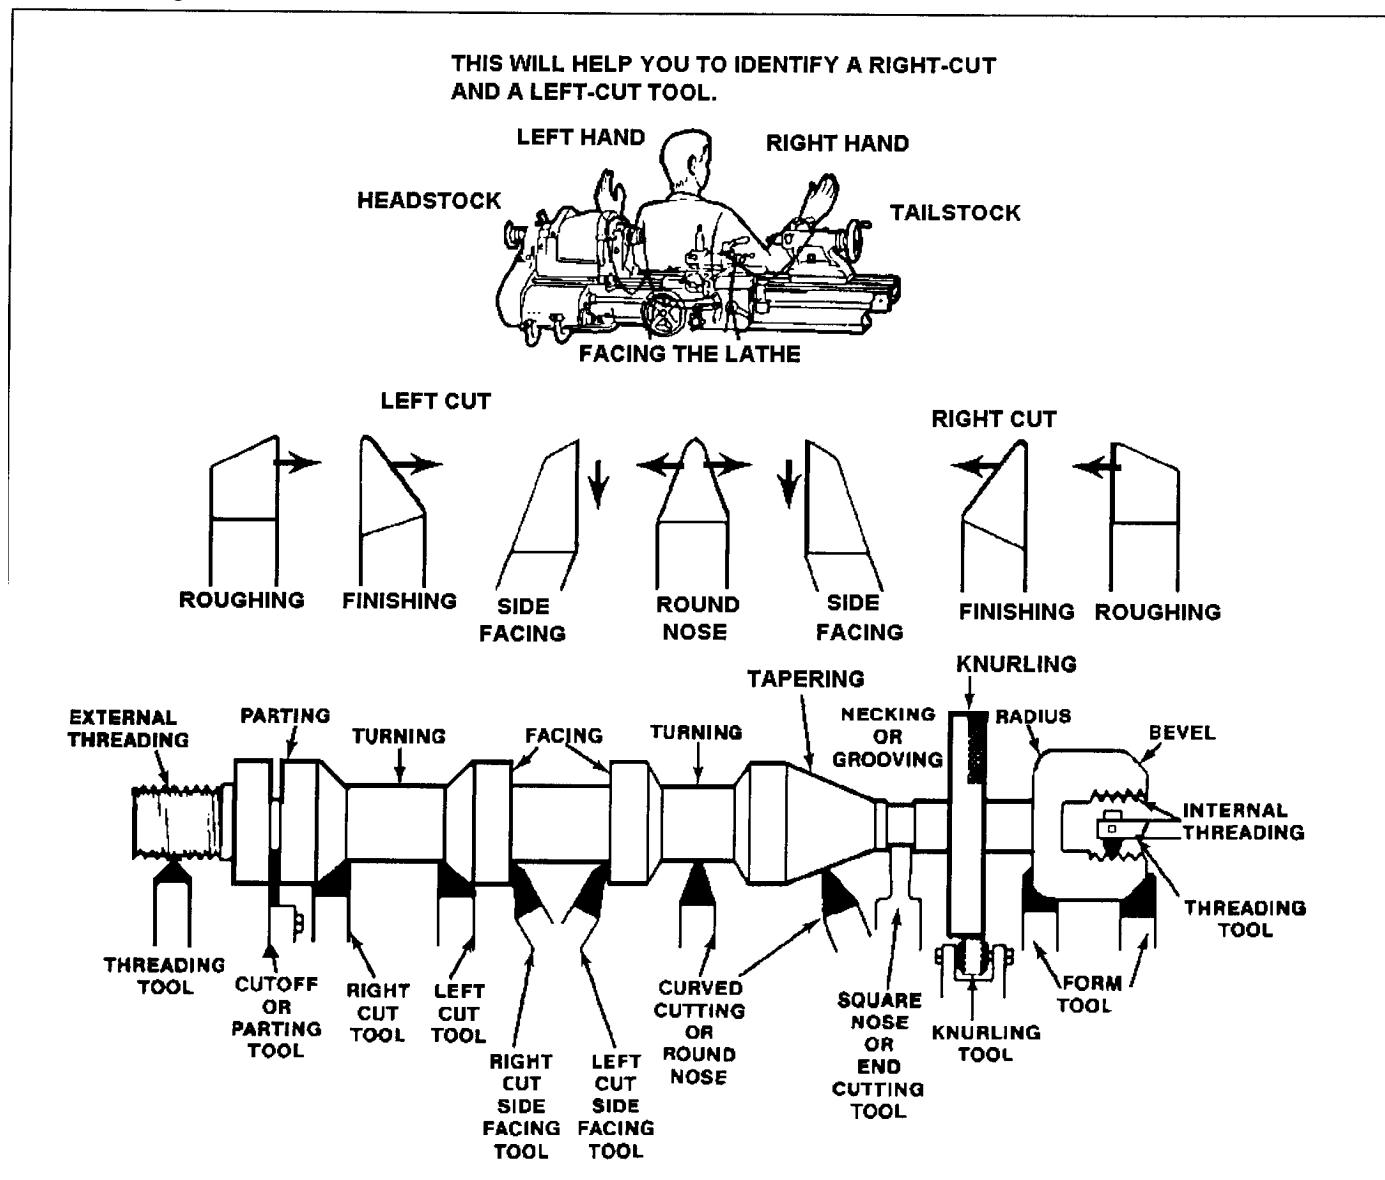 THIS WILL HELP YOU TO IDENTIFY A RIGHT-CUT
AND A LEFT-CUT TOOL.
LEFT HAND
RIGHT HAND
HEADSTOCK
TAILSTOCK
FACING THE LATHE
LEFT CUT
RIGHT CUT
ROUGHING
FINISHING
SIDE
FACING
ROUND
NOSE
SIDE
FACING
FINISHING
ROUGHING
EXTERNAL
THREADING
PARTING
TURNING
FACING
TURNING
TAPERING
NECKING
OR
GROOVING
KNURLING
RADIUS
BEVEL
INTERNAL
THREADING
THREADING
TOOL
THREADING
TOOL
CUTOFF
OR
PARTING
TOOL
RIGHT
CUT
TOOL
LEFT
CUT
TOOL
RIGHT
CUT
SIDE
FACING
TOOL
LEFT
CUT
SIDE
FACING
TOOL
CURVED
CUTTING
OR
ROUND
NOSE
SQUARE
NOSE
OR
END
CUTTING
TOOL
KNURLING
TOOL
FORM
TOOL